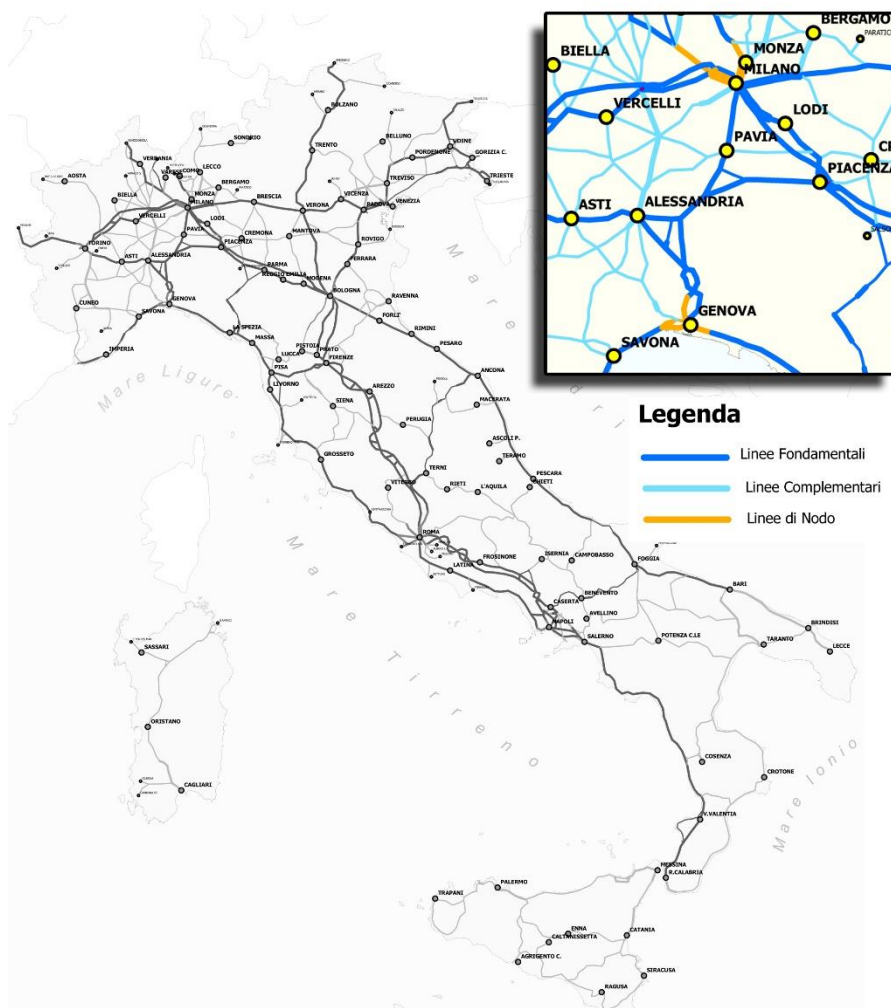 BERGAMO
PARATICO
BIELLA
MONZA
MILANO
VERCELLI
LODI
PAVIA
PIACENZA
ASTI
ALESSANDRIA
GENOVA
SAVONA
Legenda
Linee Fondamentali
Linee Complementari
Linee di Nodo
BOLZANO
SONDRIO
TRENTO
BELLUNO
UDINE
PORDENONE
GORIZIA C.
TRIESTE
VERBANIA
VARESE
COMO
LECCO
AOSTA
BERGAMO
BIELLA
MONZA
MILANO
BRESCIA
VERONA
VICENZA
TREVISO
PADOVA
VENEZIA
VERCELLI
LODI
PAVIA
CREMONA
MANTOVA
ROVIGO
TORINO
ASTI
ALESSANDRIA
PIACENZA
PARMA
REGGIO EMILIA
MODENA
FERRARA
BOLOGNA
RAVENNA
CUNEO
SAVONA
GENOVA
FORLI'
RIMINI
IMPERIA
LA SPEZIA
MASSA
PISTOIA
PRATO
LUCCA
FIRENZE
PESARO
PISA
LIVORNO
AREZZO
ANCONA
SIENA
MACERATA
PERUGIA
ASCOLI P.
TERAMO
GROSSETO
TERNI
PESCARA
CHIETI
VITERBO
RIETI
L'AQUILA
ROMA
FROSINONE
LATINA
ISERNIA
CAMPOBASSO
FOGGIA
BARI
CASERTA
BENEVENTO
AVELLINO
NAPOLI
SALERNO
POTENZA C.LE
TARANTO
BRINDISI
LECCE
SASSARI
ORISTANO
CAGLIARI
COSENZA
CROTONE
V.VALENTIA
MESSINA
R.CALABRIA
PALERMO
TRAPANI
ENNA
CALTANISSETTA
CATANIA
AGRIGENTO C.
SIRACUSA
RAGUSA
Mare Ligure
Mare Tirreno
Mare Ionio